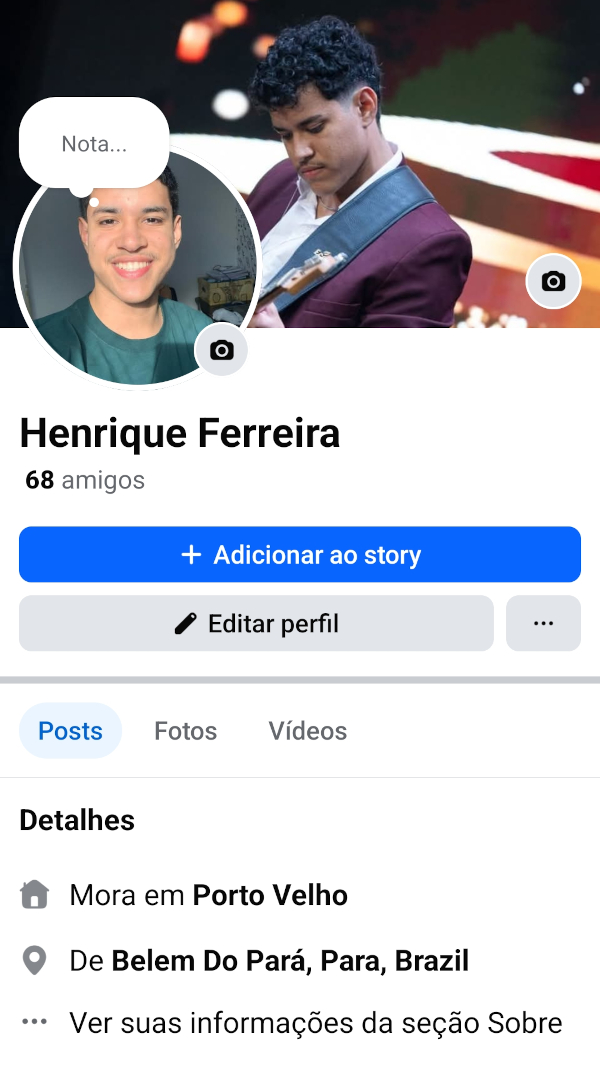 Nota...
Henrique Ferreira
68 amigos
+ Adicionar ao story
Editar perfil
Posts Fotos Vídeos
Detalhes
Mora em Porto Velho
De Belem Do Pará, Para, Brazil
Ver suas informações da seção Sobre